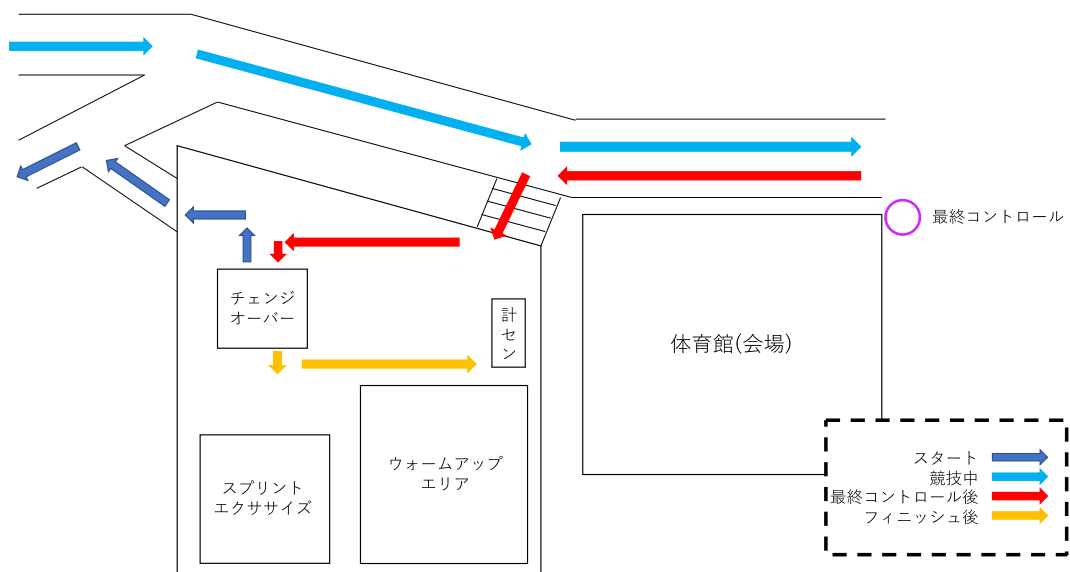 最終コントロール
チェンジ
オーバー
計
セ
ン
体育館(会場)
ウォームアップ
エリア
スプリント
エクササイズ
スタート
競技中
最終コントロール後
フィニッシュ後